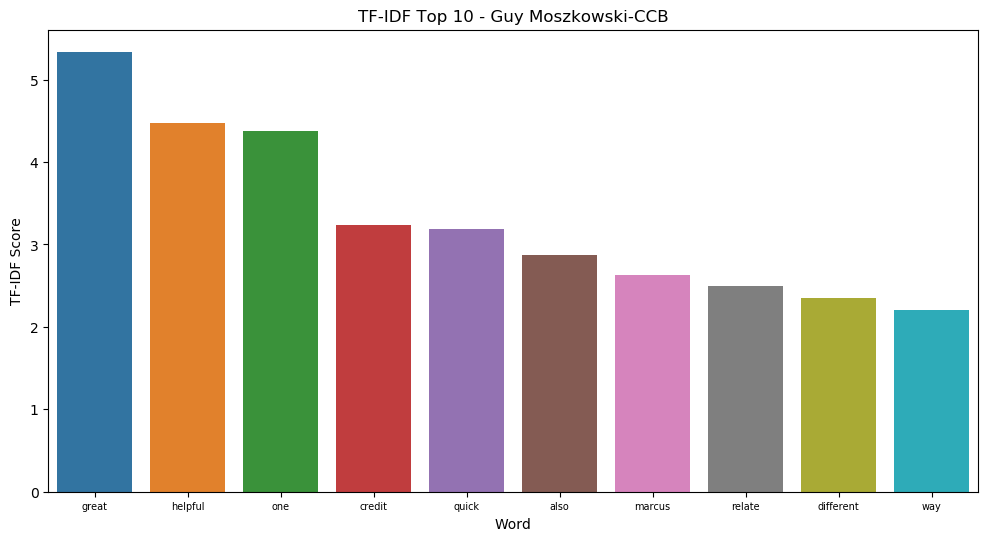 TF-IDF Top 10 - Guy Moszkowski-CCB
TF-IDF Score
5
4
3
2
1
0
great helpful one credit quick also marcus relate different way
Word